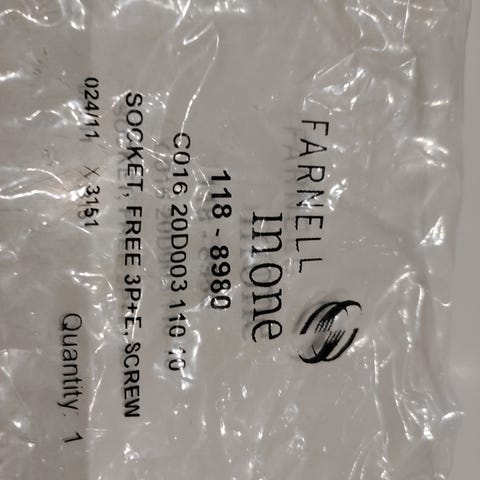 FARNELL
inone
118 - 8980
C016 20D003 110 10
SOCKET, FREE 3P+E, SCREW
024/11 X 3151 Quantity: 1